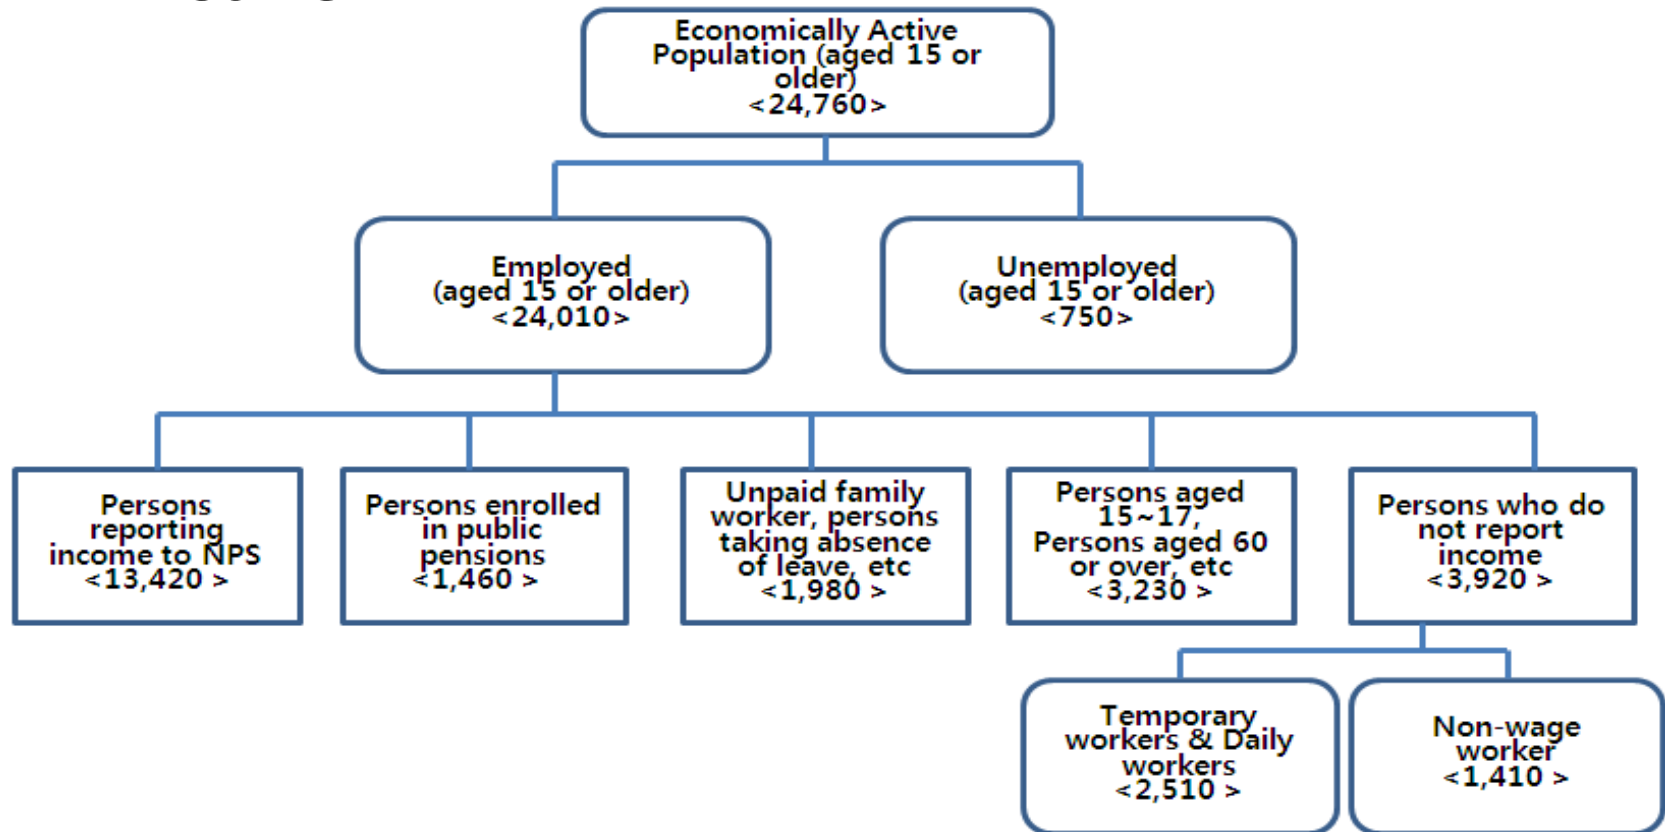 Economically Active
Population (aged 15 or
older)
<24,760>
Employed
(aged 15 or older)
<24,010>
Unemployed
(aged 15 or older)
<750>
Persons
reporting
income to NPS
<13,420 >
Persons enrolled
in public
pensions
<1,460 >
Unpaid family
worker, persons
taking absence
of leave, etc
<1,980 >
Persons aged
15~17,
Persons aged 60
or over, etc
<3,230 >
Persons who do
not report
income
<3,920 >
Temporary
workers & Daily
workers
<2,510 >
Non-wage
worker
<1,410 >